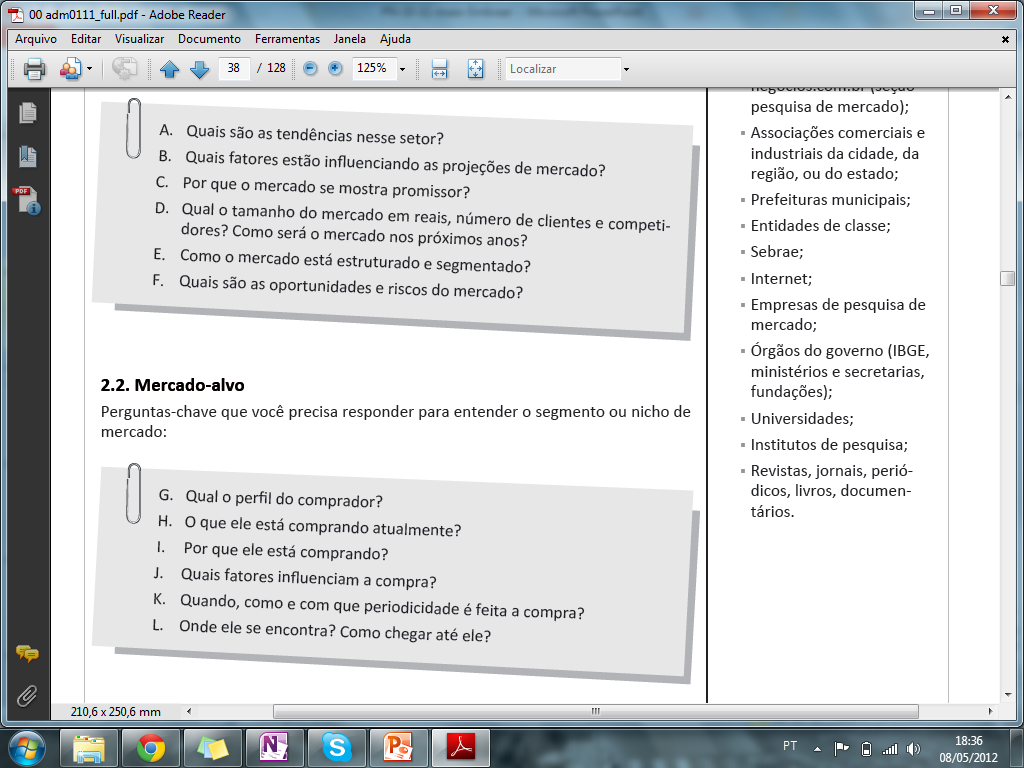 00 adm0111_full.pdf - Adobe Reader
Arquivo Editar Visualizar Documento Ferramentas Janela Ajuda
38 / 128 125% Localizar
A. Quais são as tendências nesse setor?
B. Quais fatores estão influenciando as projeções de mercado?
C. Por que o mercado se mostra promissor?
D. Qual o tamanho do mercado em reais, número de clientes e competi-
dores? Como será o mercado nos próximos anos?
E. Como o mercado está estruturado e segmentado?
F. Quais são as oportunidades e riscos do mercado?
2.2. Mercado-alvo
Perguntas-chave que você precisa responder para entender o segmento ou nicho de
mercado:
G. Qual o perfil do comprador?
H. O que ele está comprando atualmente?
I. Por que ele está comprando?
J. Quais fatores influenciam a compra?
K. Quando, como e com que periodicidade é feita a compra?
L. Onde ele se encontra? Como chegar até ele?
negocios.com.br (seção
pesquisa de mercado);
▪ Associações comerciais e
industriais da cidade, da
região, ou do estado;
▪ Prefeituras municipais;
▪ Entidades de classe;
▪ Sebrae;
▪ Internet;
▪ Empresas de pesquisa de
mercado;
▪ Órgãos do governo (IBGE,
ministérios e secretarias,
fundações);
▪ Universidades;
▪ Institutos de pesquisa;
▪ Revistas, jornais, perió-
dicos, livros, documen-
tários.
210,6 x 250,6 mm
PT 18:36
08/05/2012